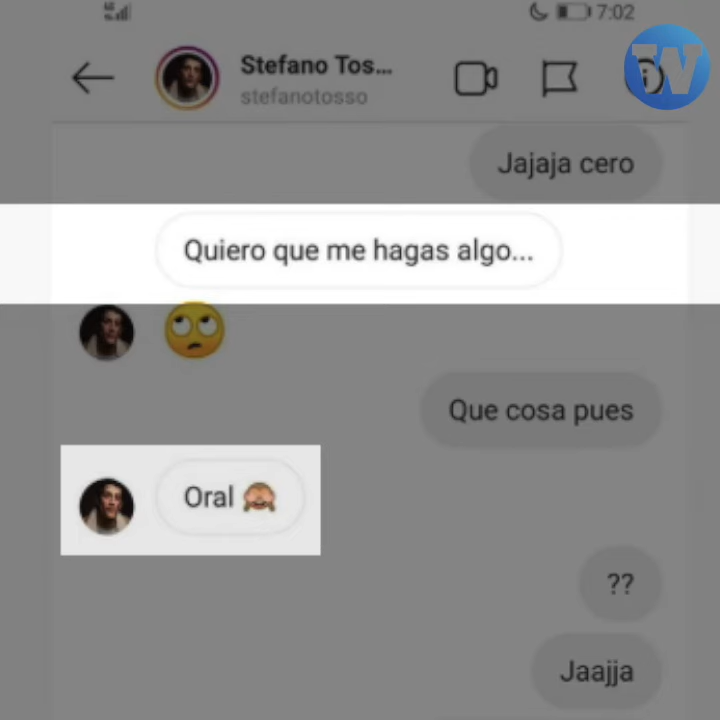 7:02
W
Stefano Tos...
stefanotosso
Jajaja cero
Quiero que me hagas algo...
Que cosa pues
Oral
??
Jaajja